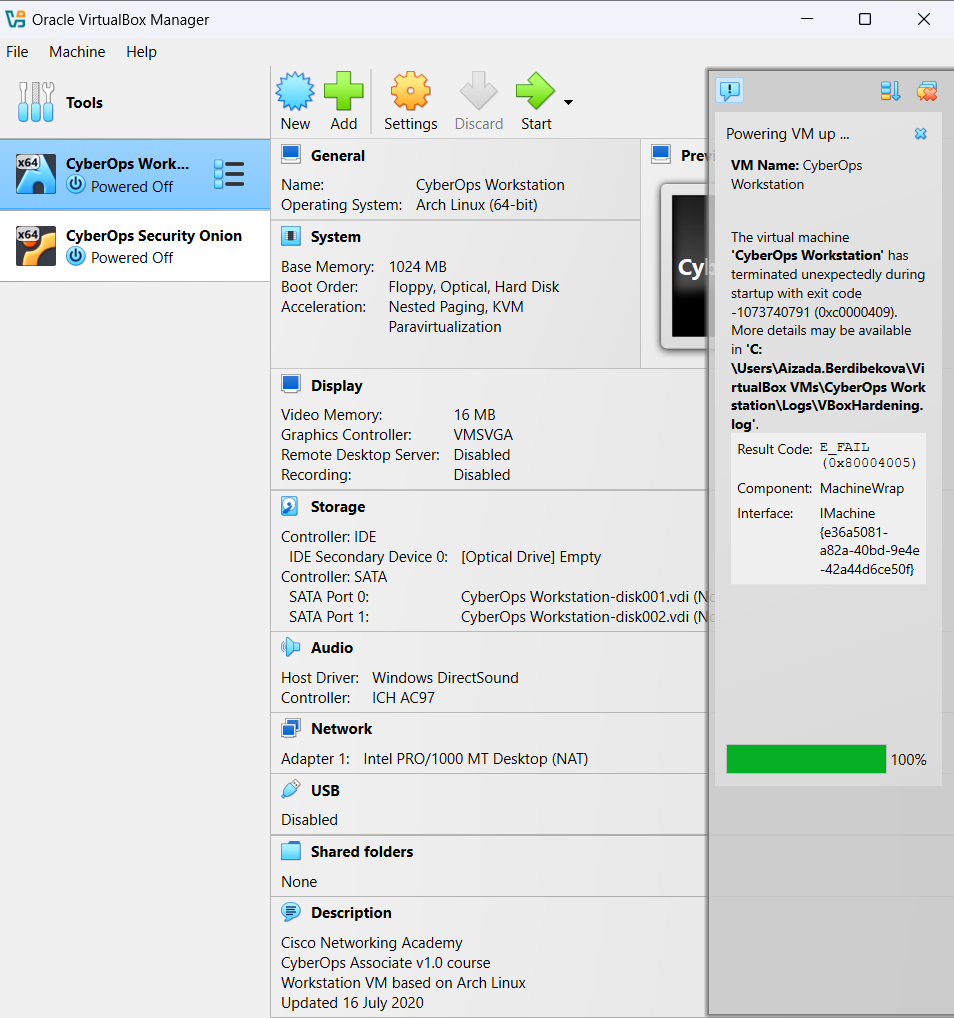 Oracle VirtualBox Manager
File Machine Help
Tools
x64
CyberOps Work...
Powered Off
x64
CyberOps Security Onion
Powered Off
New
Add
Settings
Discard
Start
General
Name: CyberOps Workstation
Operating System: Arch Linux (64-bit)
System
Base Memory: 1024 MB
Boot Order: Floppy, Optical, Hard Disk
Acceleration: Nested Paging, KVM
Paravirtualization
Display
Video Memory: 16 MB
Graphics Controller: VMSVGA
Remote Desktop Server: Disabled
Recording: Disabled
Storage
Controller: IDE
IDE Secondary Device 0: [Optical Drive] Empty
Controller: SATA
SATA Port 0: CyberOps Workstation-disk001.vdi (No
SATA Port 1: CyberOps Workstation-disk002.vdi (No
Audio
Host Driver: Windows DirectSound
Controller: ICH AC97
Network
Adapter 1: Intel PRO/1000 MT Desktop (NAT)
USB
Disabled
Shared folders
None
Description
Cisco Networking Academy
CyberOps Associate v1.0 course
Workstation VM based on Arch Linux
Updated 16 July 2020
Previ
Cyb
Powering VM up ...
VM Name: CyberOps
Workstation
The virtual machine
'CyberOps Workstation' has
terminated unexpectedly during
startup with exit code
-1073740791 (0xc0000409).
More details may be available
in 'C:
\Users\Aizada.Berdibekova\Vi
rtualBox VMs\CyberOps Work
station\Logs\VBoxHardening.
log'.
Result Code: E_FAIL
(0x80004005)
Component: MachineWrap
Interface: IMachine
{e36a5081-
a82a-40bd-9e4e
-42a44d6ce50f}
100%